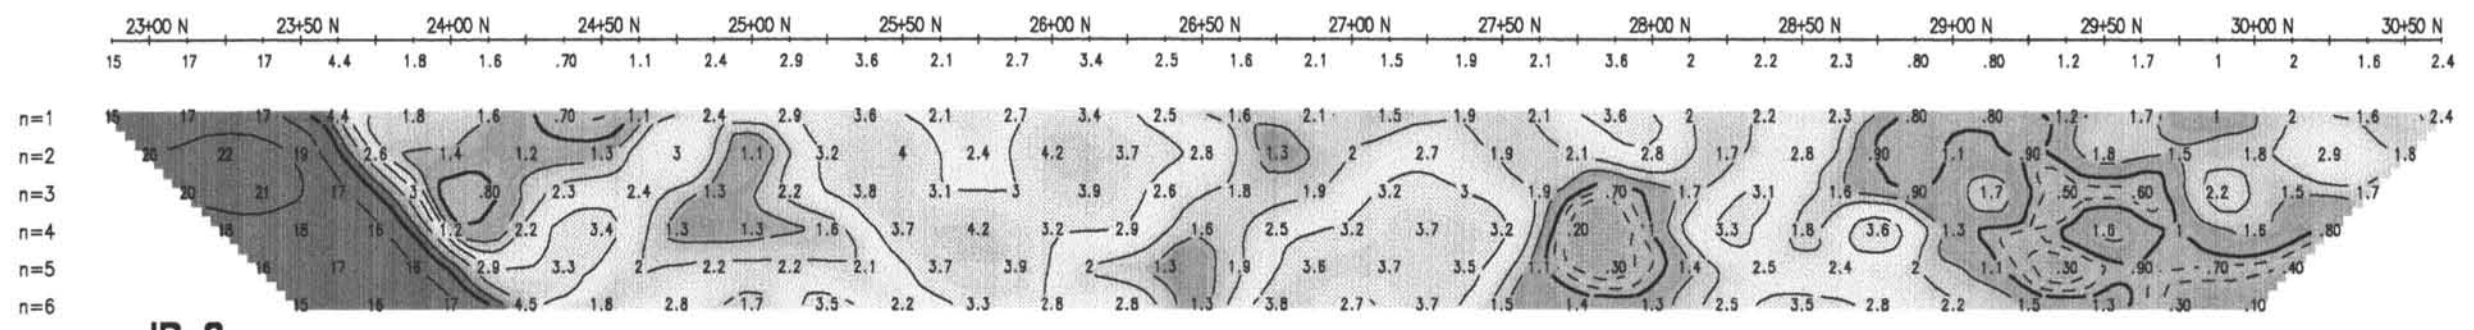 23+00 N 23+50 N 24+00 N 24+50 N 25+00 N 25+50 N 26+00 N 26+50 N 27+00 N 27+50 N 28+00 N 28+50 N 29+00 N 29+50 N 30+00 N 30+50 N
15 17 17 4.4 1.8 1.6 .70 1.1 2.4 2.9 3.6 2.1 2.7 3.4 2.5 1.6 2.1 1.5 1.9 2.1 3.6 2 2.2 2.3 .80 .80 1.2 1.7 1 2 1.6 2.4
n=1 15 17 17 4.4 1.8 1.6 .70 1.1 2.4 2.9 3.6 2.1 2.7 3.4 2.5 1.6 2.1 1.5 1.9 2.1 3.6 2 2.2 2.3 .80 .80 1.2 1.7 1 2 1.6 2.4
n=2 22 19 2.6 1.4 1.2 1.3 3 1.1 3.2 4 2.4 4.2 3.7 2.8 1.3 2 2.7 1.9 2.1 2.8 1.7 2.8 .90 1.1 .90 1.8 1.5 1.8 2.9 1.8
n=3 20 21 17 3 .80 2.3 2.4 1.3 2.2 3.8 3.1 3 3.9 2.6 1.8 1.9 3.2 3 1.9 .70 1.7 3.1 1.6 .90 1.7 .50 .60 2.2 1.5 1.7
n=4 18 18 16 1.2 2.2 3.4 1.3 1.3 1.6 3.7 4.2 3.2 2.9 1.6 2.5 3.2 3.7 3.2 .20 3.3 1.8 3.6 1.3 1.6 1 1.6 .80
n=5 16 17 2.9 3.3 2 2.2 2.2 2.1 3.7 3.9 2 1.3 1.9 3.6 3.7 3.5 1.1 .30 1.4 2.5 2.4 2 1.1 .30 .90 .70 .40
n=6 15 16 17 4.5 1.8 2.8 1.7 3.5 2.2 3.3 2.8 2.8 1.3 3.8 2.7 3.7 1.5 1.4 1.3 2.5 3.5 2.8 2.2 1.5 1.3 .30 .10